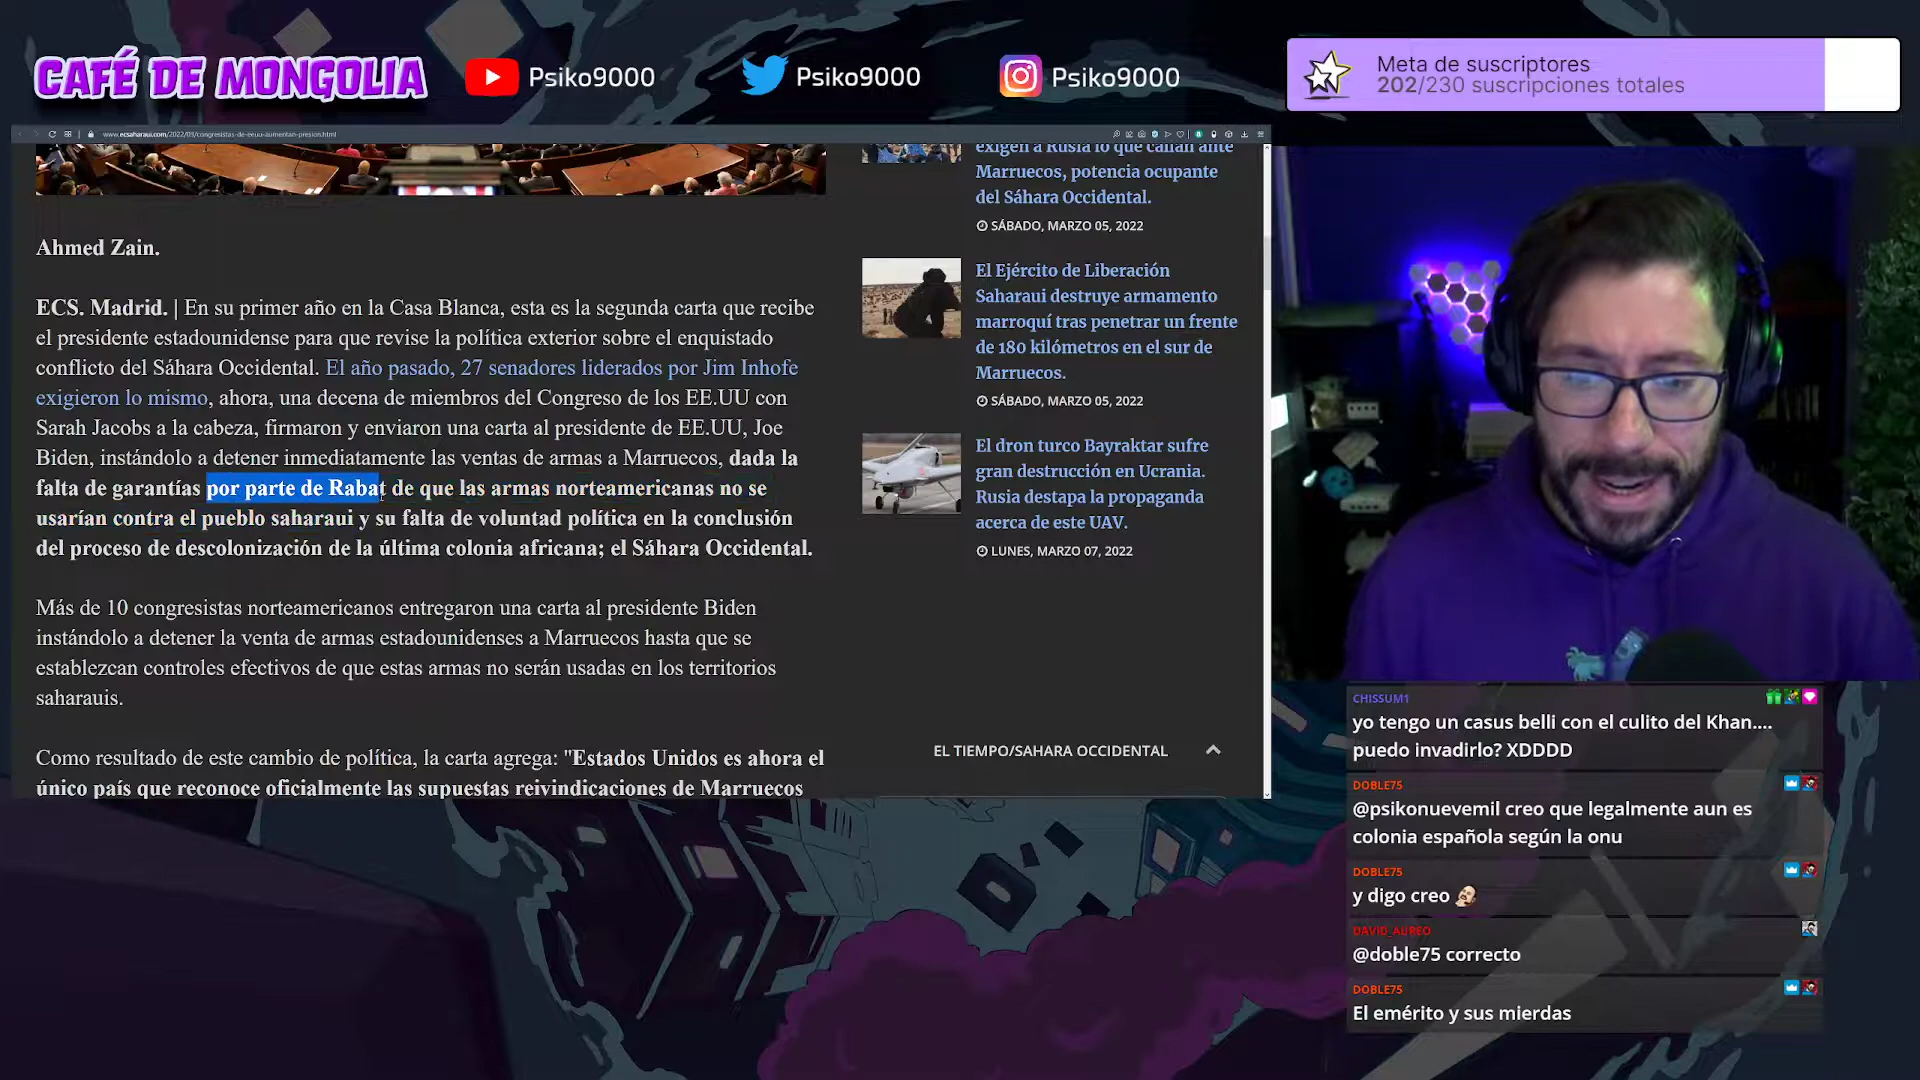 CAFÉ DE MONGOLIA
Psiko9000
Psiko9000
Psiko9000
Meta de suscriptores
202/230 suscripciones totales
www.ecsaharaui.com/2022/03/congresistas-de-eeuu-aumentan-presion.html
Ahmed Zain.
ECS. Madrid. | En su primer año en la Casa Blanca, esta es la segunda carta que recibe
el presidente estadounidense para que revise la política exterior sobre el enquistado
conflicto del Sáhara Occidental. El año pasado, 27 senadores liderados por Jim Inhofe
exigieron lo mismo, ahora, una decena de miembros del Congreso de los EE.UU con
Sarah Jacobs a la cabeza, firmaron y enviaron una carta al presidente de EE.UU, Joe
Biden, instándolo a detener inmediatamente las ventas de armas a Marruecos, dada la
falta de garantías por parte de Rabat de que las armas norteamericanas no se
usarían contra el pueblo saharaui y su falta de voluntad política en la conclusión
del proceso de descolonización de la última colonia africana; el Sáhara Occidental.
Más de 10 congresistas norteamericanos entregaron una carta al presidente Biden
instándolo a detener la venta de armas estadounidenses a Marruecos hasta que se
establezcan controles efectivos de que estas armas no serán usadas en los territorios
saharauis.
Como resultado de este cambio de política, la carta agrega: "Estados Unidos es ahora el
único país que reconoce oficialmente las supuestas reivindicaciones de Marruecos
exigen a Rusia lo que callan ante
Marruecos, potencia ocupante
del Sáhara Occidental.
SÁBADO, MARZO 05, 2022
El Ejército de Liberación
Saharaui destruye armamento
marroquí tras penetrar un frente
de 180 kilómetros en el sur de
Marruecos.
SÁBADO, MARZO 05, 2022
El dron turco Bayraktar sufre
gran destrucción en Ucrania.
Rusia destapa la propaganda
acerca de este UAV.
LUNES, MARZO 07, 2022
EL TIEMPO/SAHARA OCCIDENTAL
CHISSUM1
yo tengo un casus belli con el culito del Khan....
puedo invadirlo? XDDDD
DOBLE75
@psikonuevemil creo que legalmente aun es
colonia española según la onu
DOBLE75
y digo creo
DAVID_AUREO
@doble75 correcto
DOBLE75
El emérito y sus mierdas